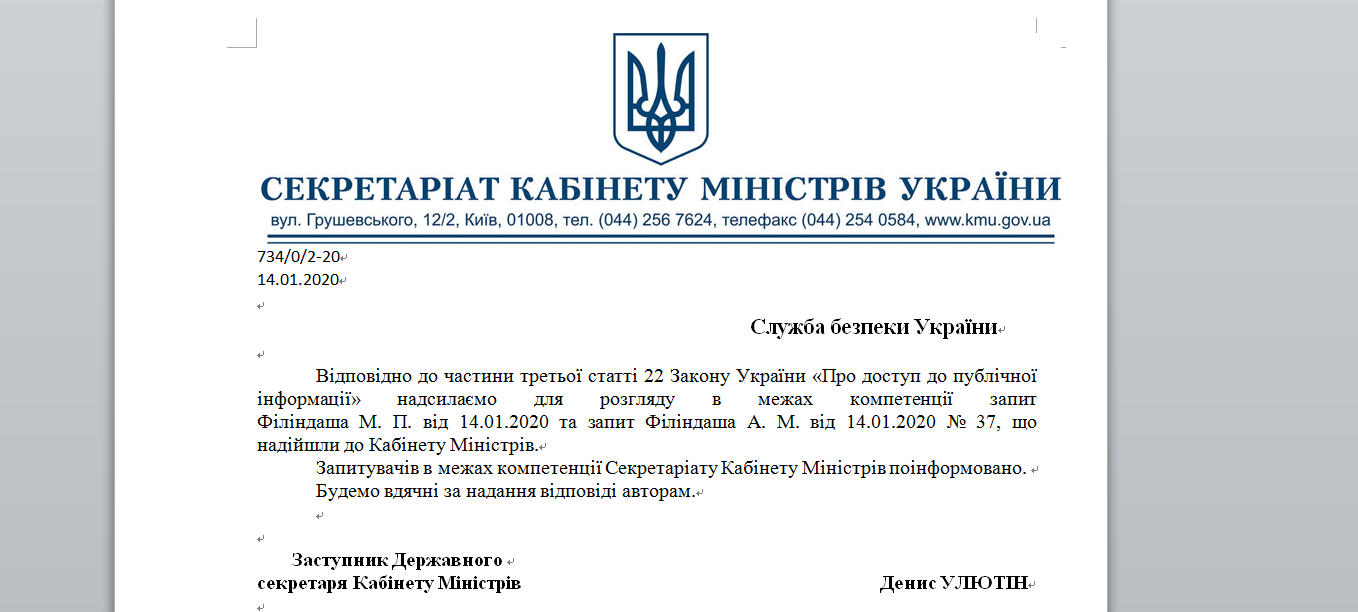 СЕКРЕТАРІАТ КАБІНЕТУ МІНІСТРІВ УКРАЇНИ
вул. Грушевського, 12/2, Київ, 01008, тел. (044) 256 7624, телефакс (044) 254 0584, www.kmu.gov.ua
734/0/2-20
14.01.2020
Служба безпеки України
Відповідно до частини третьої статті 22 Закону України «Про доступ до публічної
інформації» надсилаємо для розгляду в межах компетенції запит
Філіндаша М. П. від 14.01.2020 та запит Філіндаша А. М. від 14.01.2020 № 37, що
надійшли до Кабінету Міністрів.
Запитувачів в межах компетенції Секретаріату Кабінету Міністрів поінформовано.
Будемо вдячні за надання відповіді авторам.
Заступник Державного
секретаря Кабінету Міністрів Денис УЛЮТІН